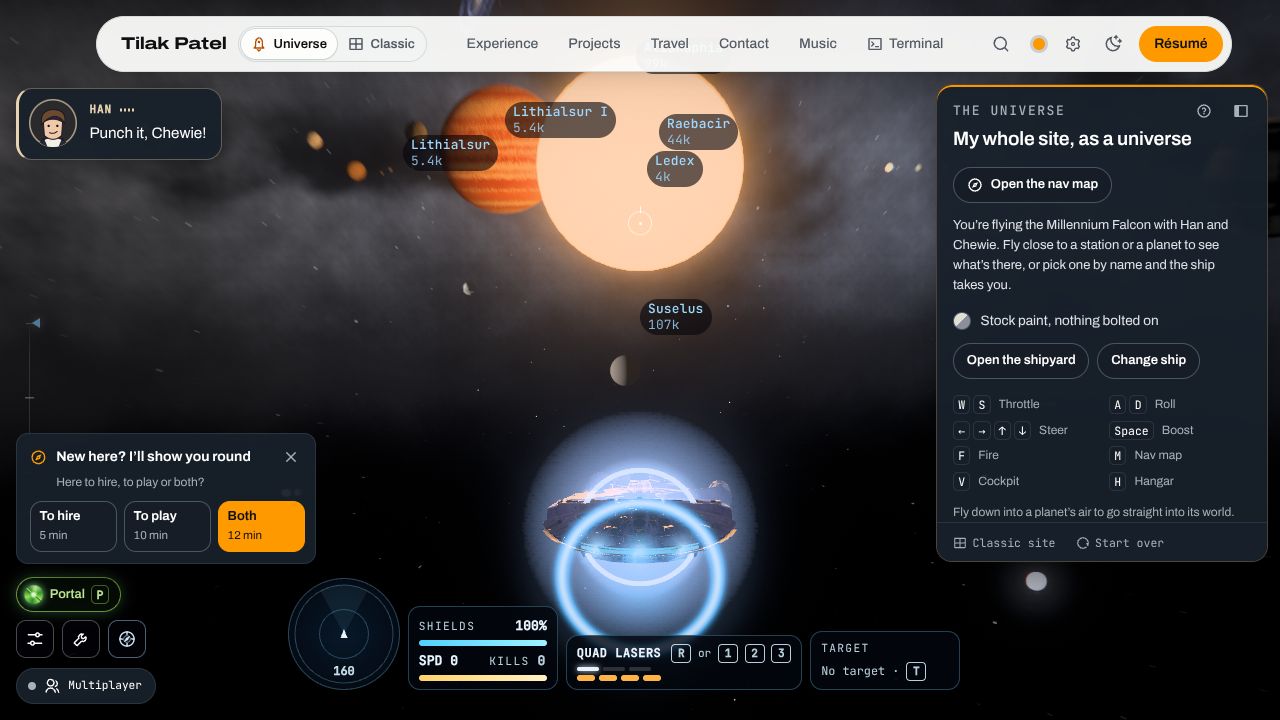 Tilak Patel
Universe
Classic
Experience
Projects
Travel
Contact
Music
Terminal
Résumé
HAN
Punch it, Chewie!
Lithialsur I
5.4k
Lithialsur
5.4k
Raebacir
44k
Ledex
4k
Suselus
107k
THE UNIVERSE
My whole site, as a universe
Open the nav map
You're flying the Millennium Falcon with Han and
Chewie. Fly close to a station or a planet to see
what's there, or pick one by name and the ship
takes you.
Stock paint, nothing bolted on
Open the shipyard
Change ship
W S Throttle
A D Roll
← → ↑ ↓ Steer
Space Boost
F Fire
M Nav map
V Cockpit
H Hangar
Fly down into a planet's air to go straight into its world.
Classic site
Start over
New here? I'll show you round
Here to hire, to play or both?
To hire
5 min
To play
10 min
Both
12 min
Portal P
Multiplayer
160
SHIELDS 100%
SPD 0 KILLS 0
QUAD LASERS R or 1 2 3
TARGET
No target · T